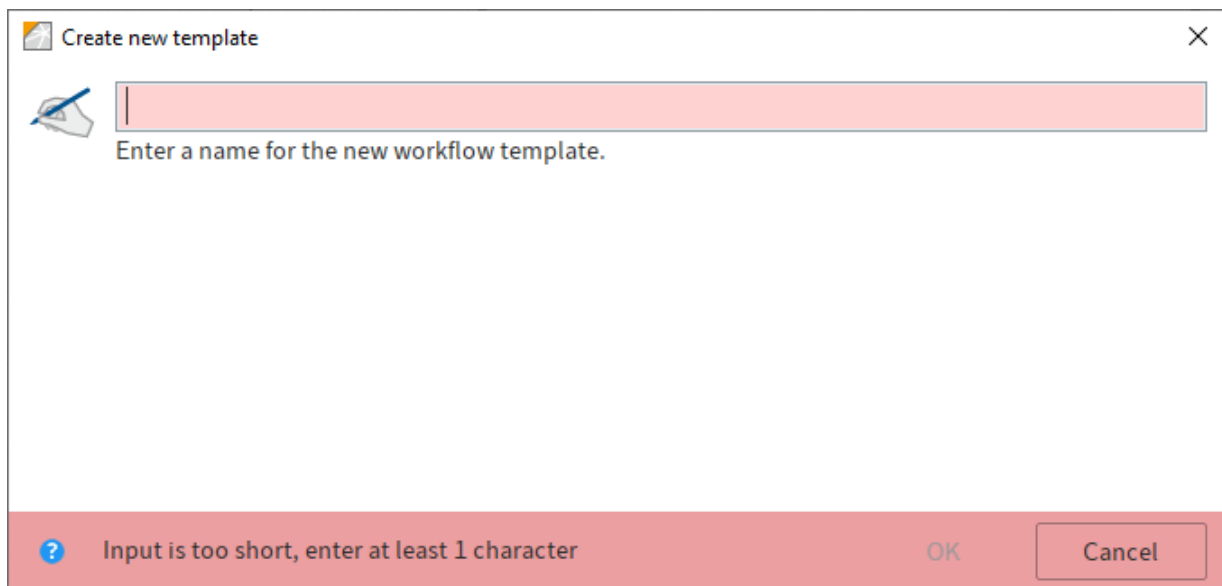 Create new template
Enter a name for the new workflow template.
Input is too short, enter at least 1 character
OK
Cancel